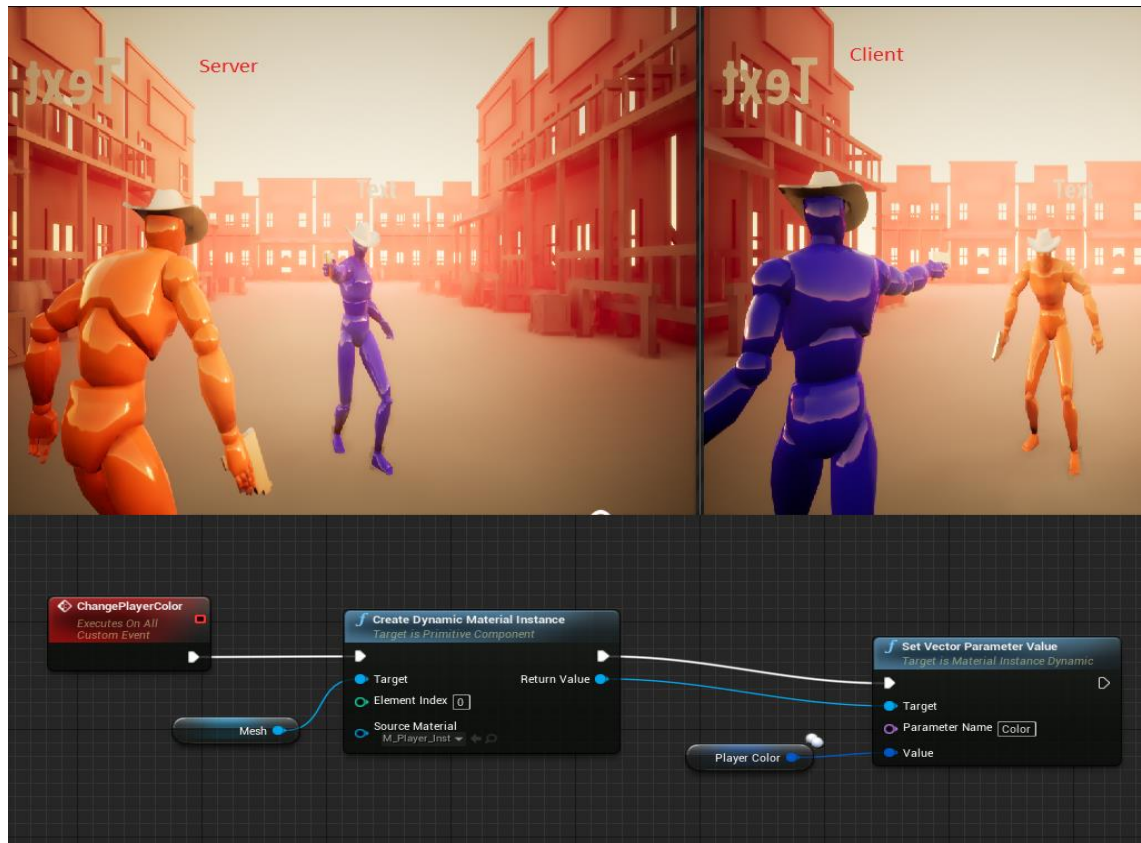 Server
Client
Text
Text
Text
Text
ChangePlayerColor
Executes On All
Custom Event
Create Dynamic Material Instance
Target is Primitive Component
Target
Return Value
Element Index 0
Source Material
M_Player_Inst
Mesh
Set Vector Parameter Value
Target is Material Instance Dynamic
Target
Parameter Name Color
Value
Player Color